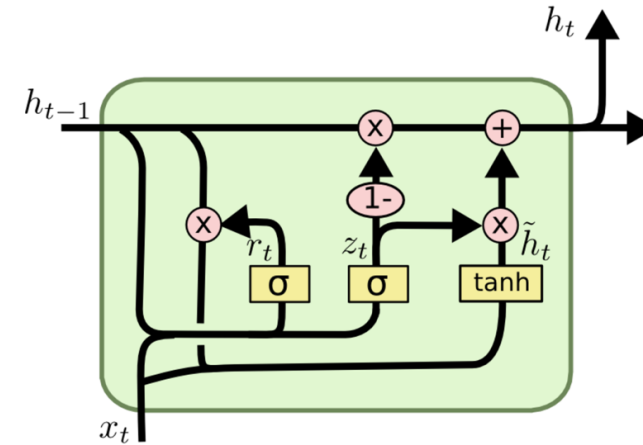 h_t
h_{t-1}
x +
1-
x x
r_t z_t h̃_t
σ σ tanh
x_t